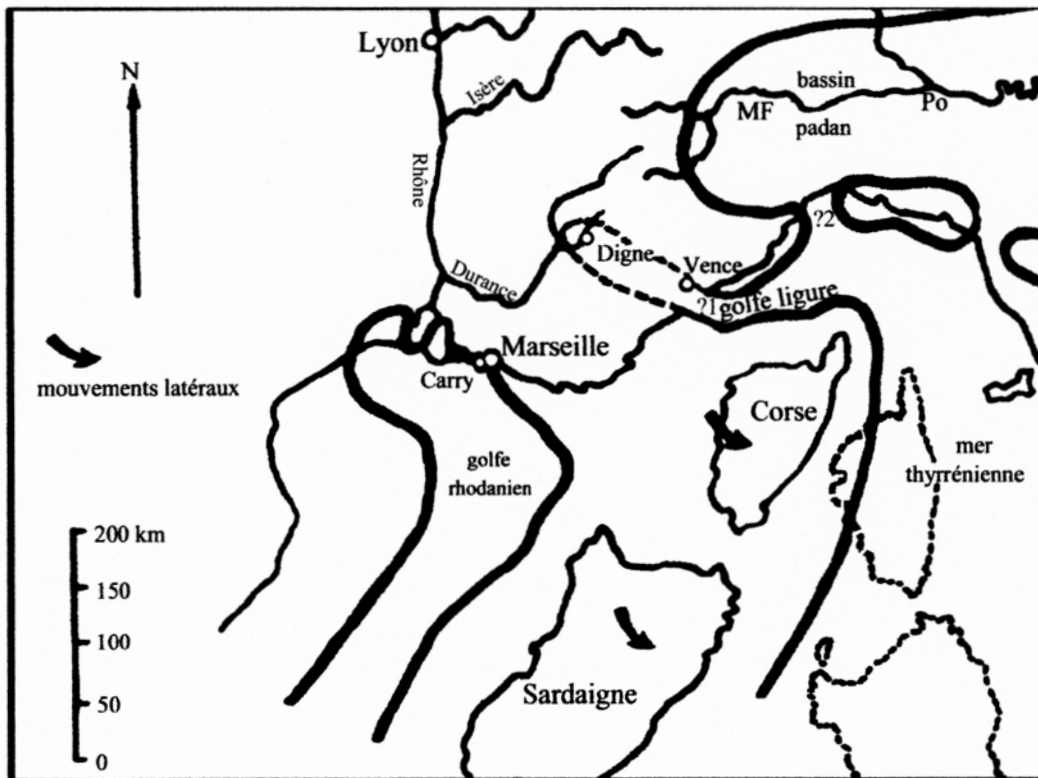 Lyon
N
Isère
bassin
MF
Po
padan
Rhône
?2
Digne
Vence
Durance
?1 golfe ligure
Marseille
mouvements latéraux
Carry
Corse
mer
thyrrénienne
golfe
rhodanien
200 km
150
100
50
0
Sardaigne